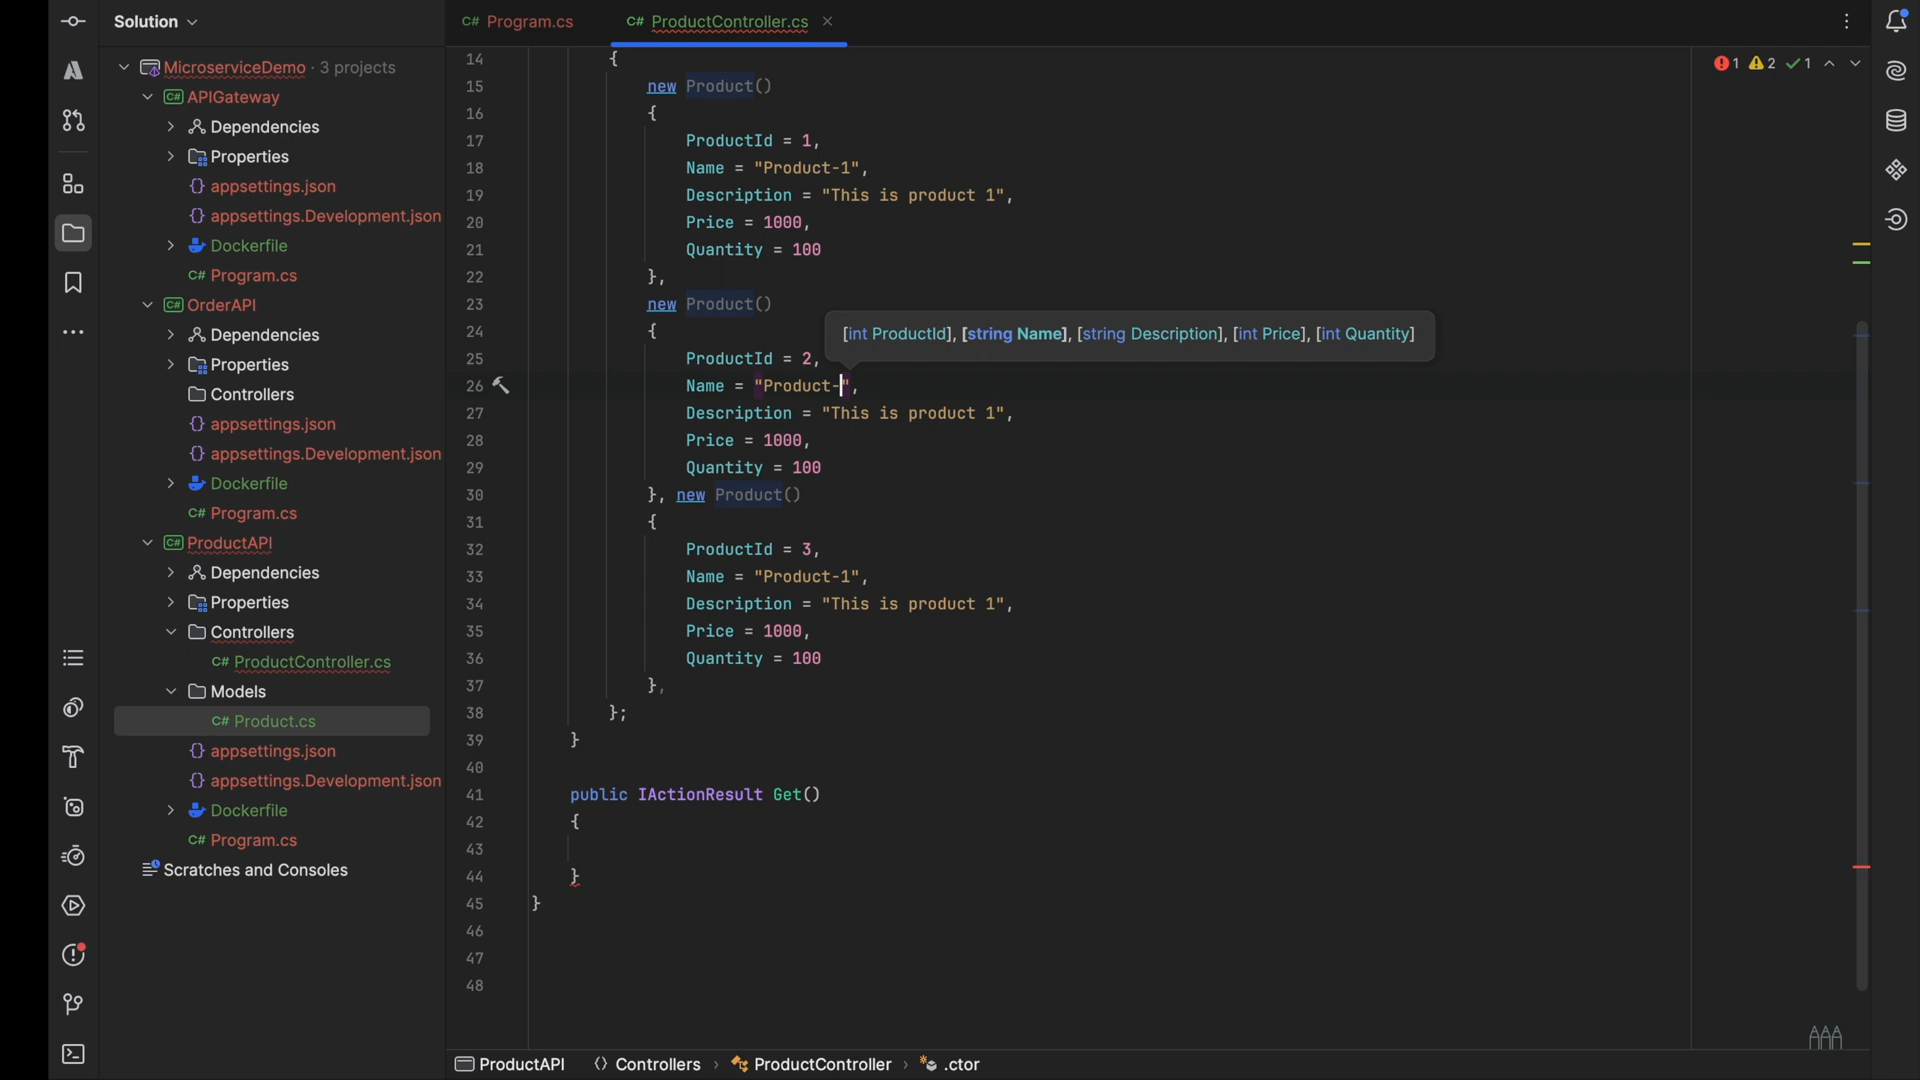 Solution
C# Program.cs
C# ProductController.cs
MicroserviceDemo · 3 projects
C# APIGateway
Dependencies
Properties
{} appsettings.json
{} appsettings.Development.json
Dockerfile
C# Program.cs
C# OrderAPI
Dependencies
Properties
Controllers
{} appsettings.json
{} appsettings.Development.json
Dockerfile
C# Program.cs
C# ProductAPI
Dependencies
Properties
Controllers
C# ProductController.cs
Models
C# Product.cs
{} appsettings.json
{} appsettings.Development.json
Dockerfile
C# Program.cs
Scratches and Consoles
1 2 1
14 {
15 new Product()
16 {
17 ProductId = 1,
18 Name = "Product-1",
19 Description = "This is product 1",
20 Price = 1000,
21 Quantity = 100
22 },
23 new Product()
24 {
[int ProductId], [string Name], [string Description], [int Price], [int Quantity]
25 ProductId = 2,
26 Name = "Product-",
27 Description = "This is product 1",
28 Price = 1000,
29 Quantity = 100
30 }, new Product()
31 {
32 ProductId = 3,
33 Name = "Product-1",
34 Description = "This is product 1",
35 Price = 1000,
36 Quantity = 100
37 },
38 };
39 }
40
41 public IActionResult Get()
42 {
43
44 }
45 }
46
47
48
ProductAPI Controllers › ProductController › .ctor